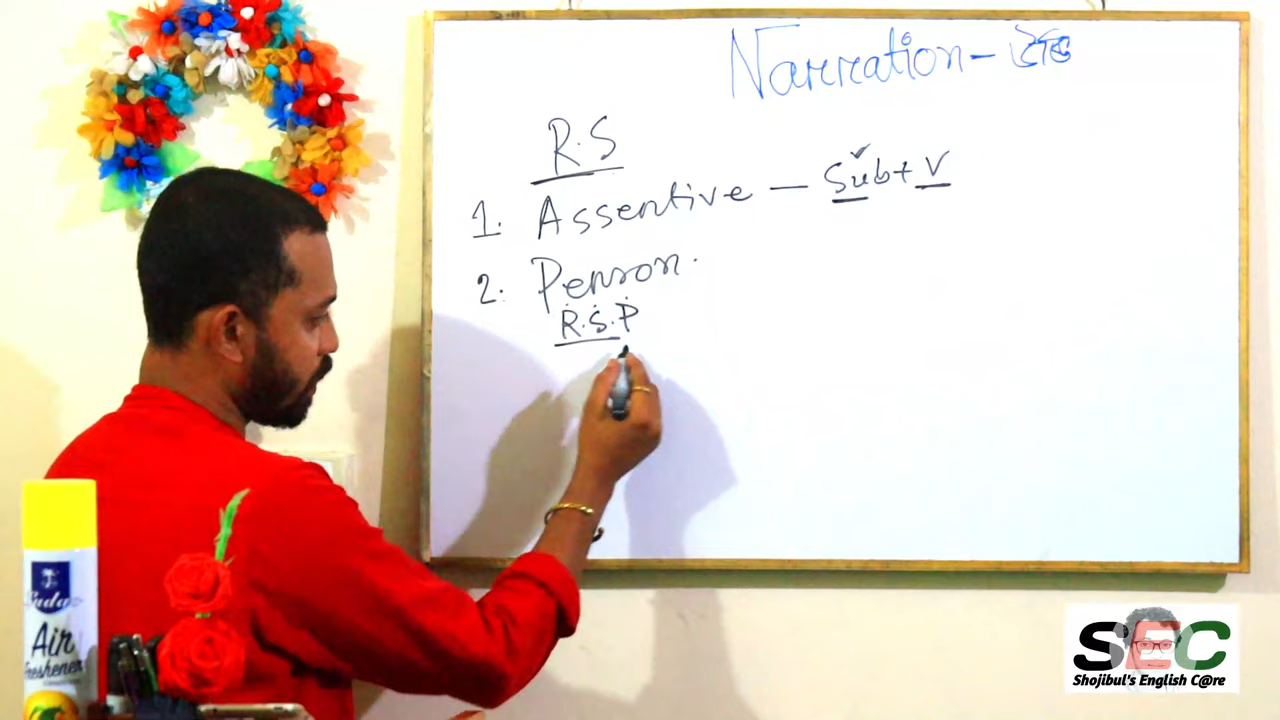 Narration -
R.S
1. Assertive — Sub + V
2. Person.
R.S.P
Air
Freshener
SEC
Shojibul's English C@re